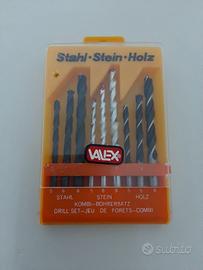 Stahl·Stein·Holz
VALEX
STAHL STEIN HOLZ
KOMBI-BOHRERSATZ
DRILL SET-JEU DE FORETS-COMBI
subito